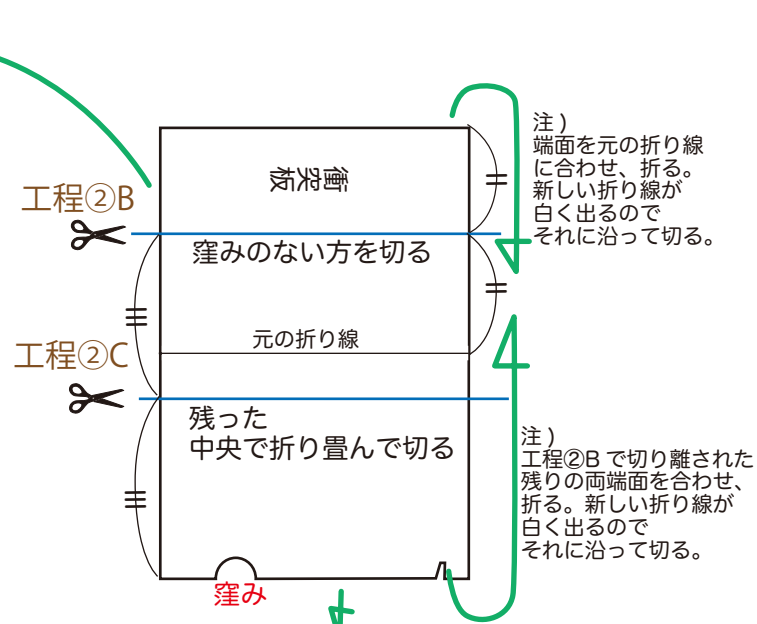 注）
端面を元の折り線
に合わせ、折る。
新しい折り線が
白く出るので
それに沿って切る。
衝突板
工程②B
窪みのない方を切る
元の折り線
工程②C
残った
中央で折り畳んで切る
注）
工程②B で切り離された
残りの両端面を合わせ、
折る。新しい折り線が
白く出るので
それに沿って切る。
窪み